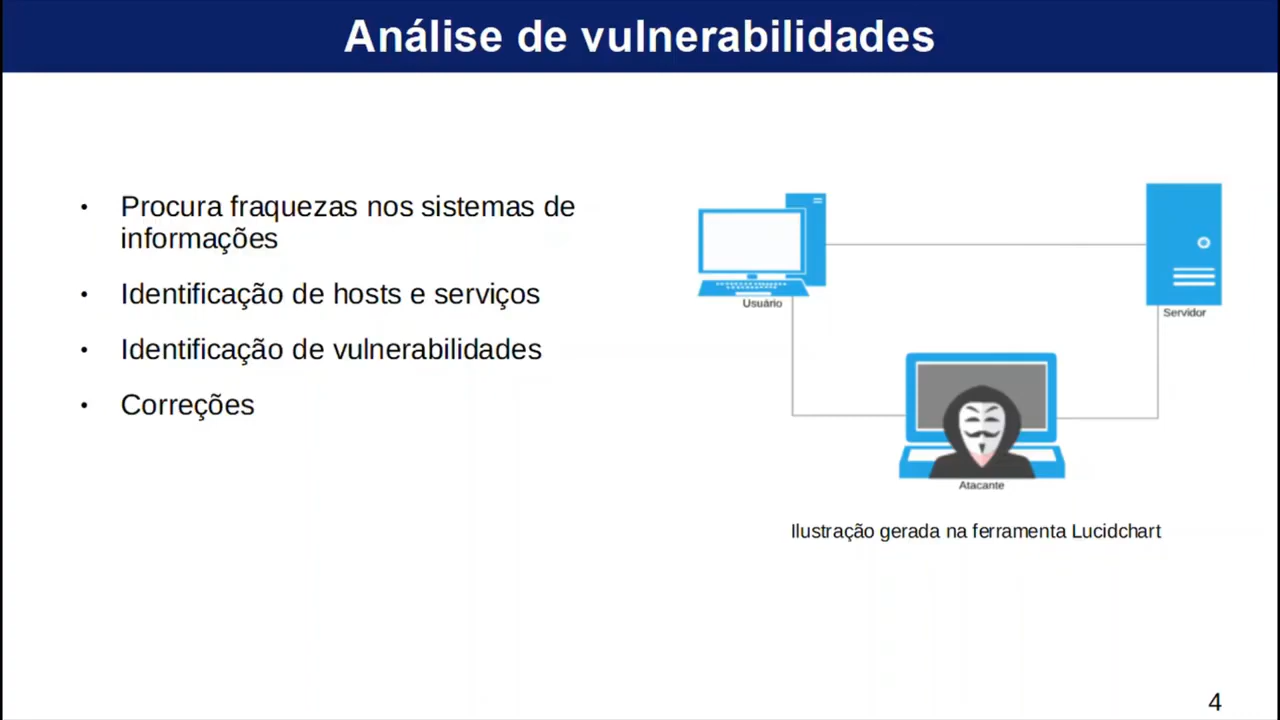 Análise de vulnerabilidades
• Procura fraquezas nos sistemas de
informações
• Identificação de hosts e serviços
• Identificação de vulnerabilidades
• Correções
Usuário
Servidor
Atacante
Ilustração gerada na ferramenta Lucidchart
4